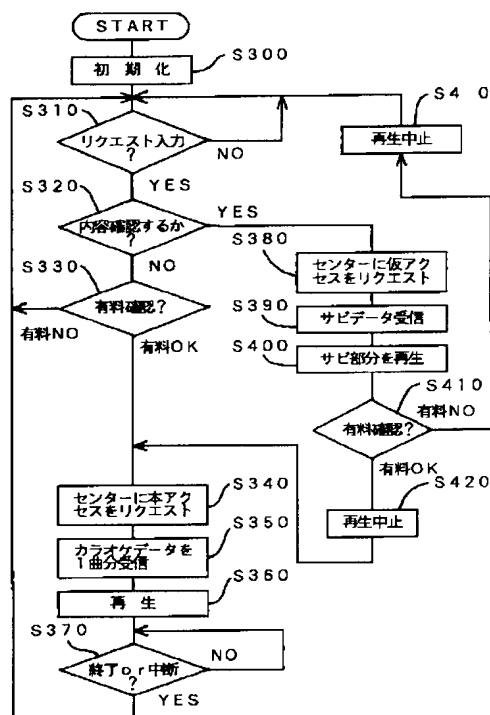 START
S300
初期化
S310
S4 0
リクエスト入力
?
NO
再生中止
YES
S320
内容確認するか
?
YES
S380
NO
センターに仮アク
セスをリクエスト
S330
有料確認?
S390
サビデータ受信
有料NO
有料OK
S400
サビ部分を再生
S410
有料確認?
有料NO
有料OK
S340
センターに本アク
セスをリクエスト
S420
再生中止
S350
カラオケデータを
1曲分受信
S360
再生
S370
終了or中断
?
NO
YES